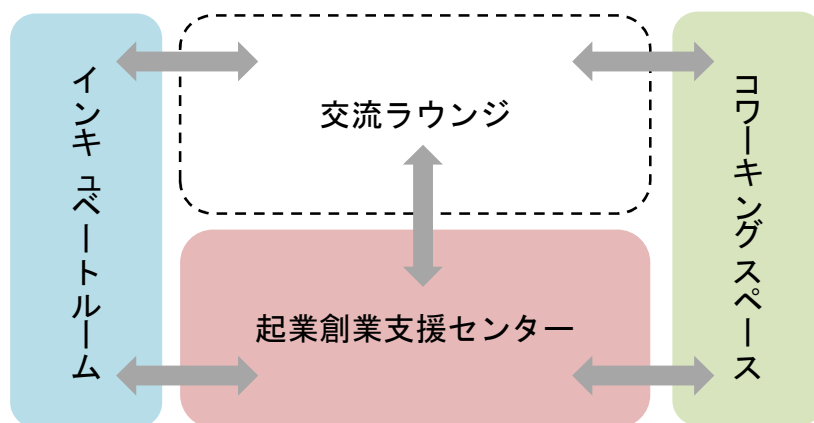 インキュベートルーム
交流ラウンジ
起業創業支援センター
コワーキングスペース